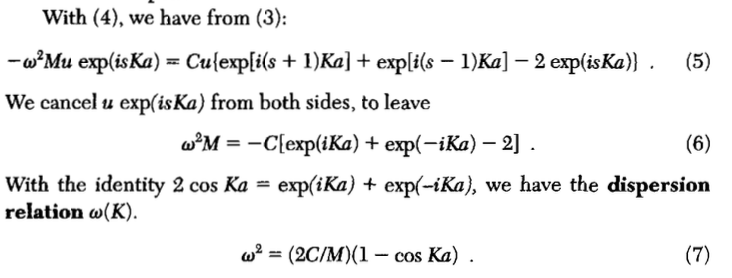 With (4), we have from (3):
−ω²Mu exp(isKa) = Cu{exp[i(s + 1)Ka] + exp[i(s − 1)Ka] − 2 exp(isKa)} . (5)
We cancel u exp(isKa) from both sides, to leave
ω²M = −C[exp(iKa) + exp(−iKa) − 2] . (6)
With the identity 2 cos Ka = exp(iKa) + exp(−iKa), we have the dispersion
relation ω(K).
ω² = (2C/M)(1 − cos Ka) . (7)